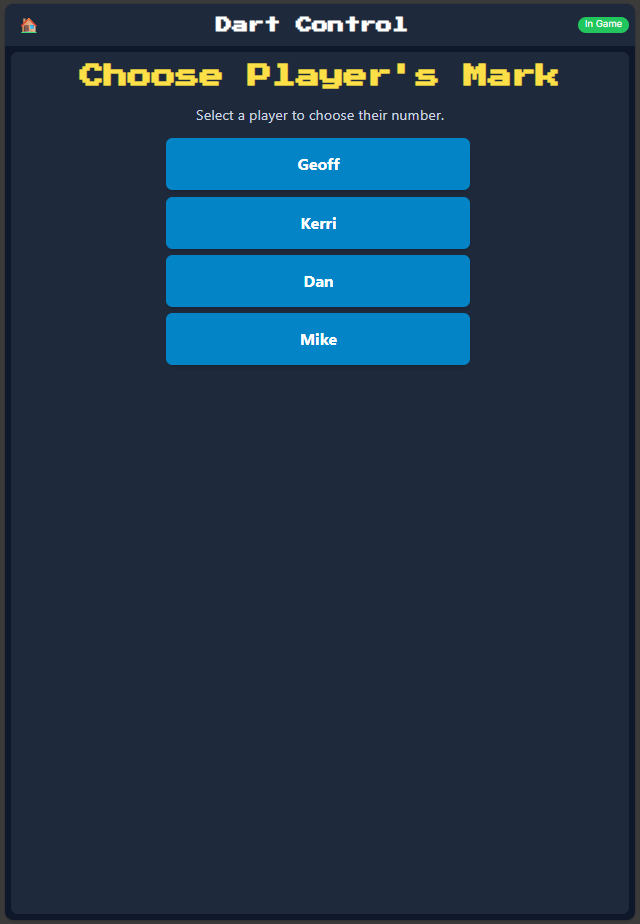 Dart Control
In Game
Choose Player's Mark
Select a player to choose their number.
Geoff
Kerri
Dan
Mike